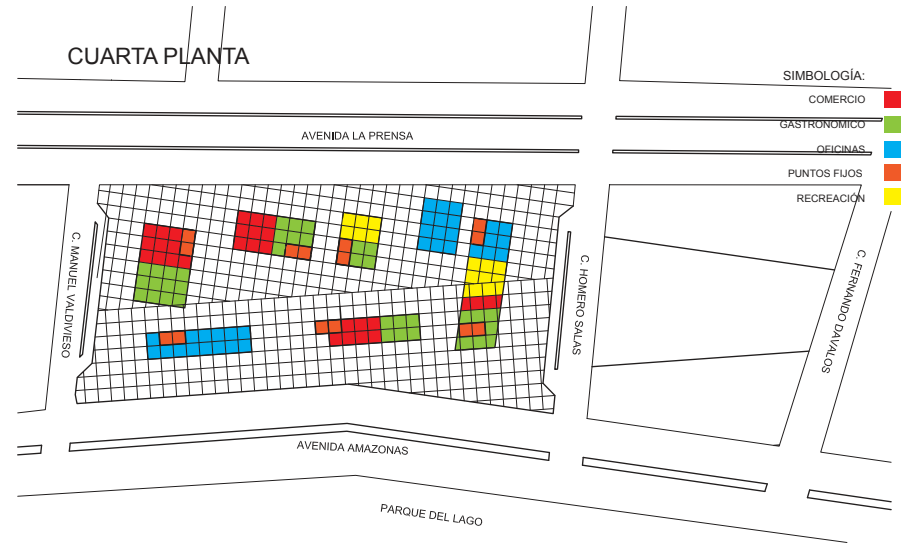 CUARTA PLANTA
SIMBOLOGÍA:
COMERCIO
GASTRONOMICO
OFICINAS
PUNTOS FIJOS
RECREACIÓN
AVENIDA LA PRENSA
C. MANUEL VALDIVIESO
C. HOMERO SALAS
C. FERNANDO DAVALOS
AVENIDA AMAZONAS
PARQUE DEL LAGO